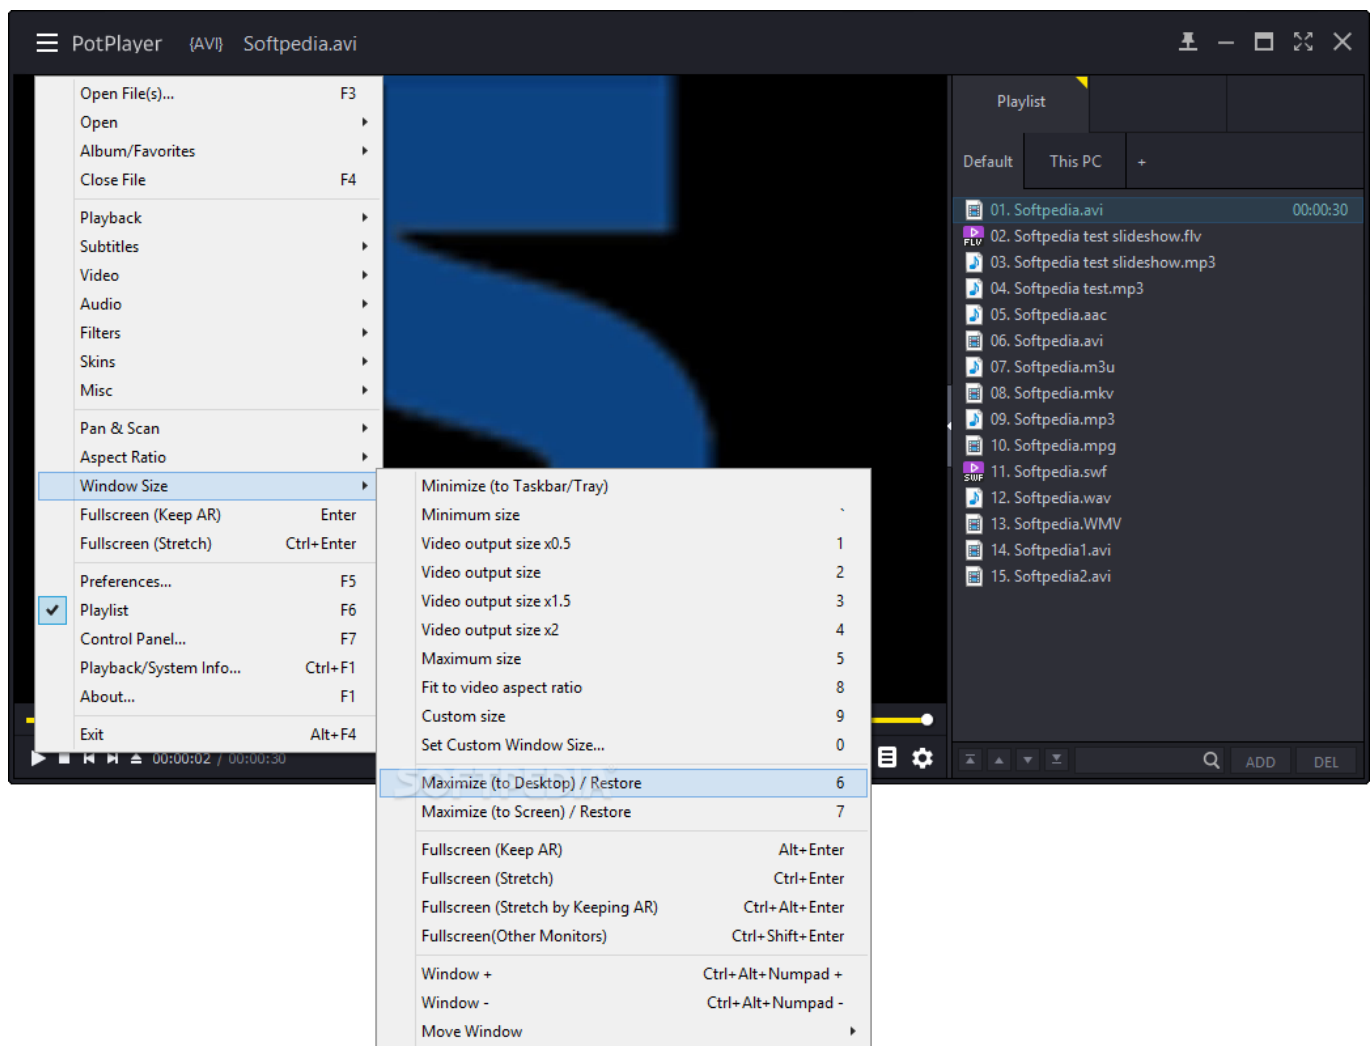 PotPlayer {AVI} Softpedia.avi
Open File(s)... F3
Open
Album/Favorites
Close File F4
Playback
Subtitles
Video
Audio
Filters
Skins
Misc
Pan & Scan
Aspect Ratio
Window Size
Fullscreen (Keep AR) Enter
Fullscreen (Stretch) Ctrl+Enter
Preferences... F5
Playlist F6
Control Panel... F7
Playback/System Info... Ctrl+F1
About... F1
Exit Alt+F4
00:00:02 / 00:00:30
Minimize (to Taskbar/Tray)
Minimum size `
Video output size x0.5 1
Video output size 2
Video output size x1.5 3
Video output size x2 4
Maximum size 5
Fit to video aspect ratio 8
Custom size 9
Set Custom Window Size... 0
SOFTPEDIA
Maximize (to Desktop) / Restore 6
Maximize (to Screen) / Restore 7
Fullscreen (Keep AR) Alt+Enter
Fullscreen (Stretch) Ctrl+Enter
Fullscreen (Stretch by Keeping AR) Ctrl+Alt+Enter
Fullscreen(Other Monitors) Ctrl+Shift+Enter
Window + Ctrl+Alt+Numpad +
Window - Ctrl+Alt+Numpad -
Move Window
Playlist
Default This PC +
01. Softpedia.avi 00:00:30
FLV 02. Softpedia test slideshow.flv
03. Softpedia test slideshow.mp3
04. Softpedia test.mp3
05. Softpedia.aac
06. Softpedia.avi
07. Softpedia.m3u
08. Softpedia.mkv
09. Softpedia.mp3
10. Softpedia.mpg
SWF 11. Softpedia.swf
12. Softpedia.wav
13. Softpedia.WMV
14. Softpedia1.avi
15. Softpedia2.avi
ADD DEL